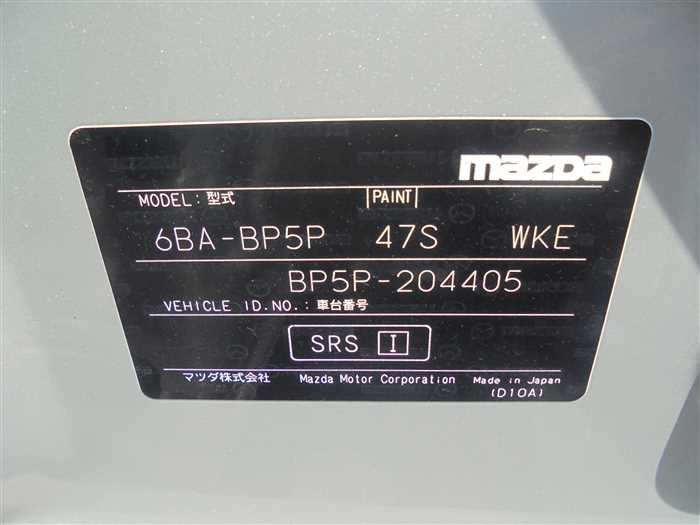 mazda
MODEL: 型式 PAINT
6BA-BP5P 47S WKE
BP5P-204405
VEHICLE ID.NO.: 車台番号
SRS I
マツダ株式会社 Mazda Motor Corporation Made in Japan
(D10A)